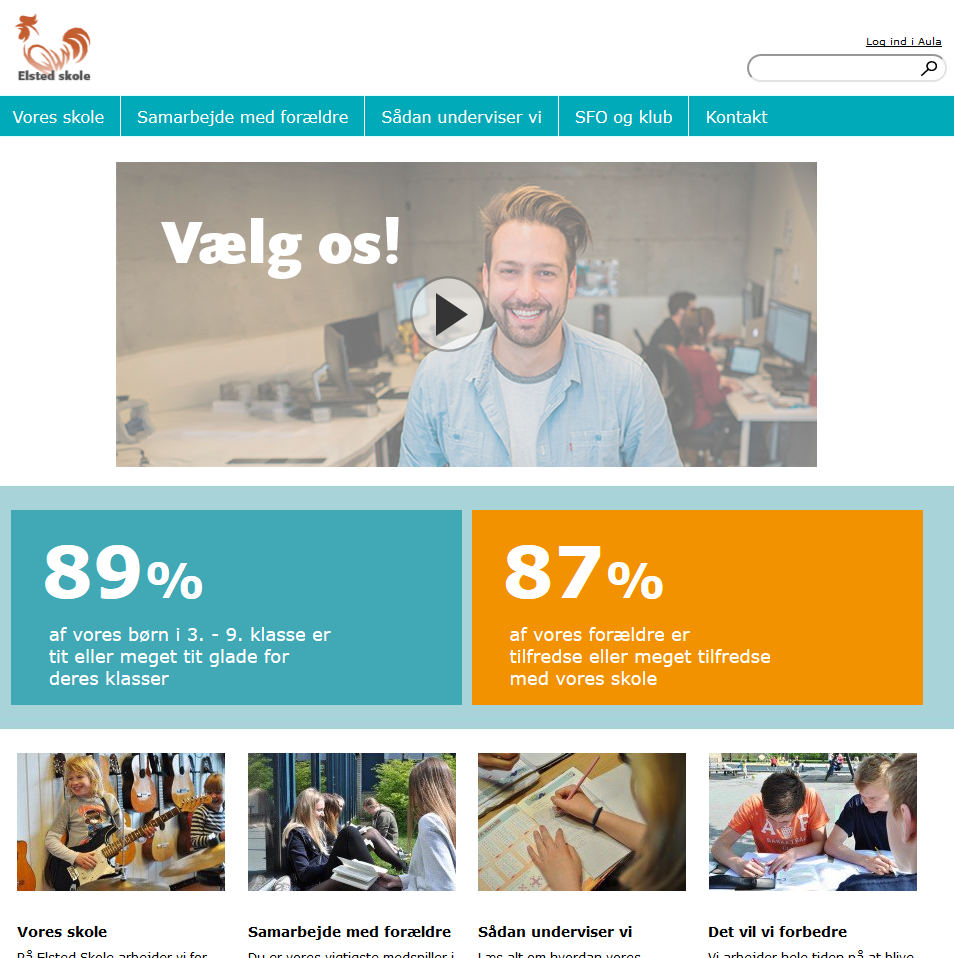 Elsted skole
Log ind i Aula
Vores skole
Samarbejde med forældre
Sådan underviser vi
SFO og klub
Kontakt
Vælg os!
89%
af vores børn i 3. - 9. klasse er
tit eller meget tit glade for
deres klasser
87%
af vores forældre er
tilfredse eller meget tilfredse
med vores skole
Vores skole
På Elsted Skole arbejder vi for
Samarbejde med forældre
Du er vores vigtigste medspiller i
Sådan underviser vi
Læs alt om hvordan vores
Det vil vi forbedre
Vi arbejder hele tiden på at blive